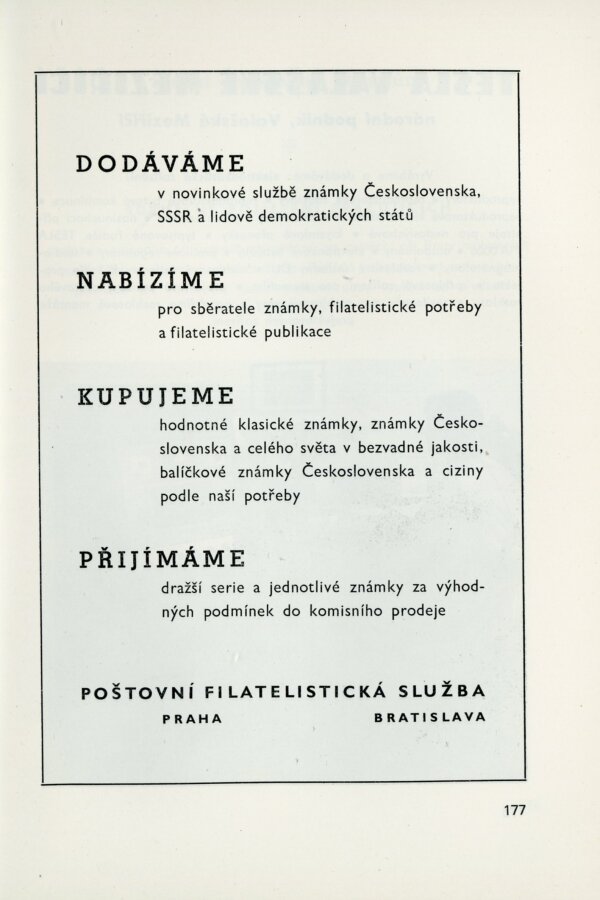 DODÁVÁME
v novinkové službě známky Československa,
SSSR a lidově demokratických států
NABÍZÍME
pro sběratele známky, filatelistické potřeby
a filatelistické publikace
KUPUJEME
hodnotné klasické známky, známky Česko-
slovenska a celého světa v bezvadné jakosti,
balíčkové známky Československa a ciziny
podle naší potřeby
PŘIJÍMÁME
dražší serie a jednotlivé známky za výhod-
ných podmínek do komisního prodeje
POŠTOVNÍ FILATELISTICKÁ SLUŽBA
PRAHA BRATISLAVA
177